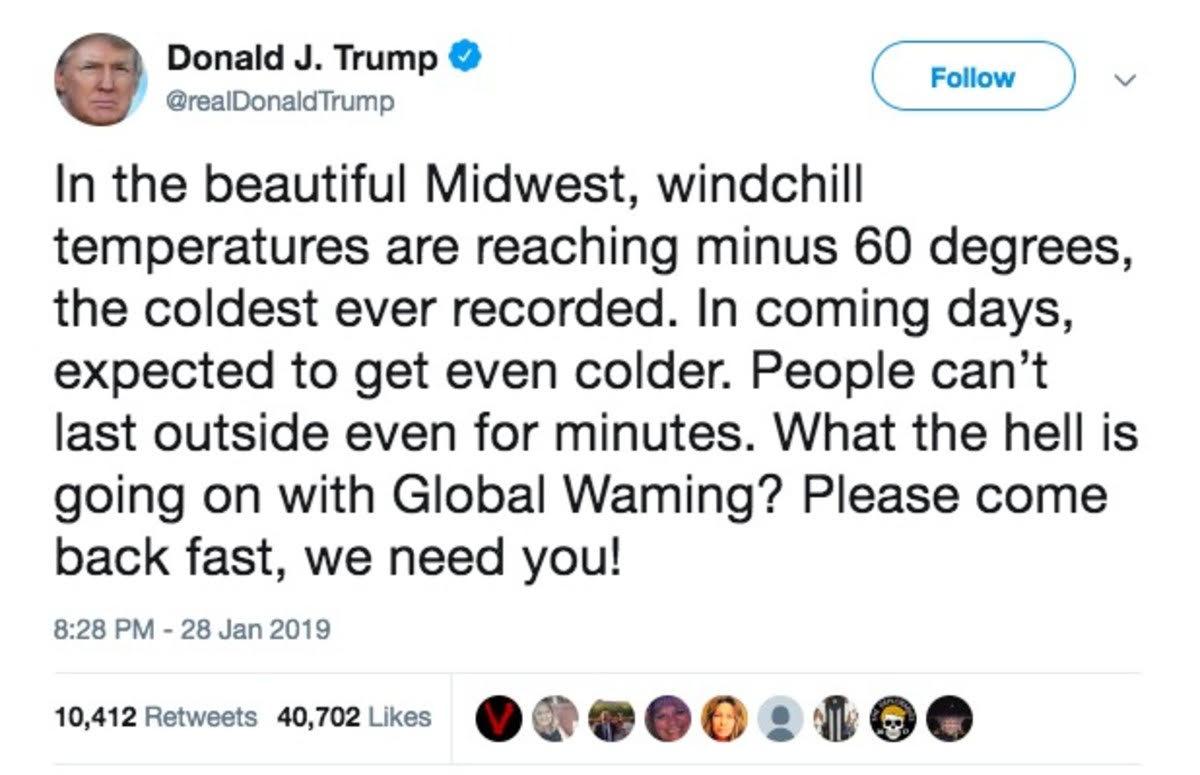 Donald J. Trump
@realDonaldTrump
Follow
In the beautiful Midwest, windchill
temperatures are reaching minus 60 degrees,
the coldest ever recorded. In coming days,
expected to get even colder. People can’t
last outside even for minutes. What the hell is
going on with Global Waming? Please come
back fast, we need you!
8:28 PM - 28 Jan 2019
10,412 Retweets 40,702 Likes
V